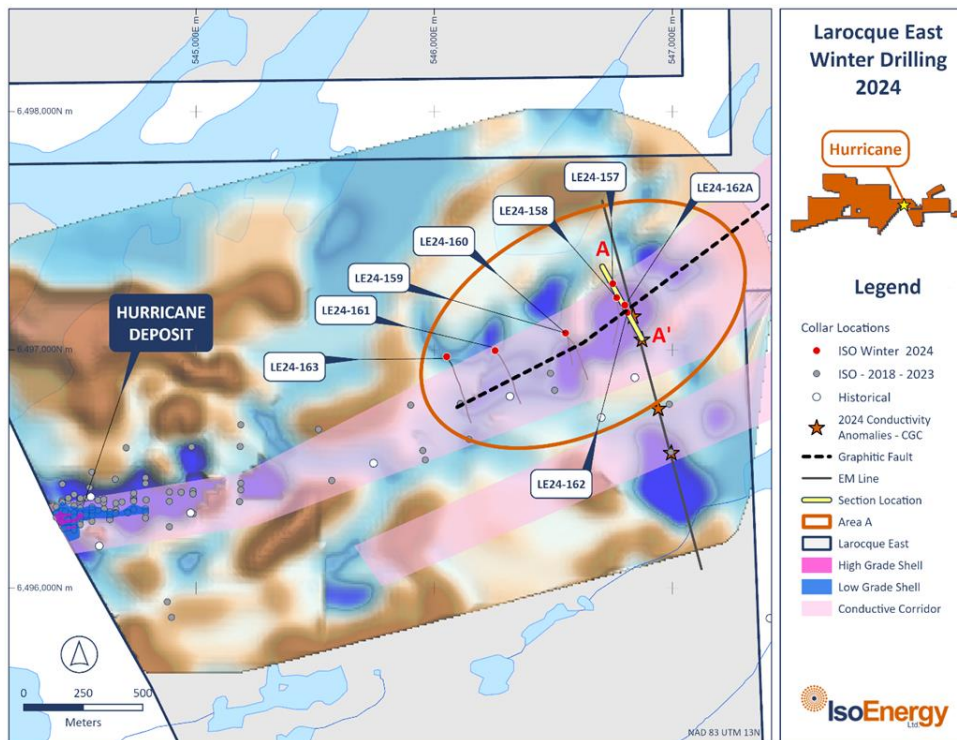 545,000E m
546,000E m
547,000E m
6,498,000N m
6,497,000N m
6,496,000N m
LE24-157
LE24-158
LE24-162A
LE24-160
LE24-159
LE24-161
LE24-163
A
A'
HURRICANE
DEPOSIT
LE24-162
0 250 500
Meters
NAD 83 UTM 13N
Larocque East
Winter Drilling
2024
Hurricane
Legend
Collar Locations
ISO Winter 2024
ISO - 2018 - 2023
Historical
2024 Conductivity
Anomalies - CGC
Graphitic Fault
EM Line
Section Location
Area A
Larocque East
High Grade Shell
Low Grade Shell
Conductive Corridor
IsoEnergy
Ltd.